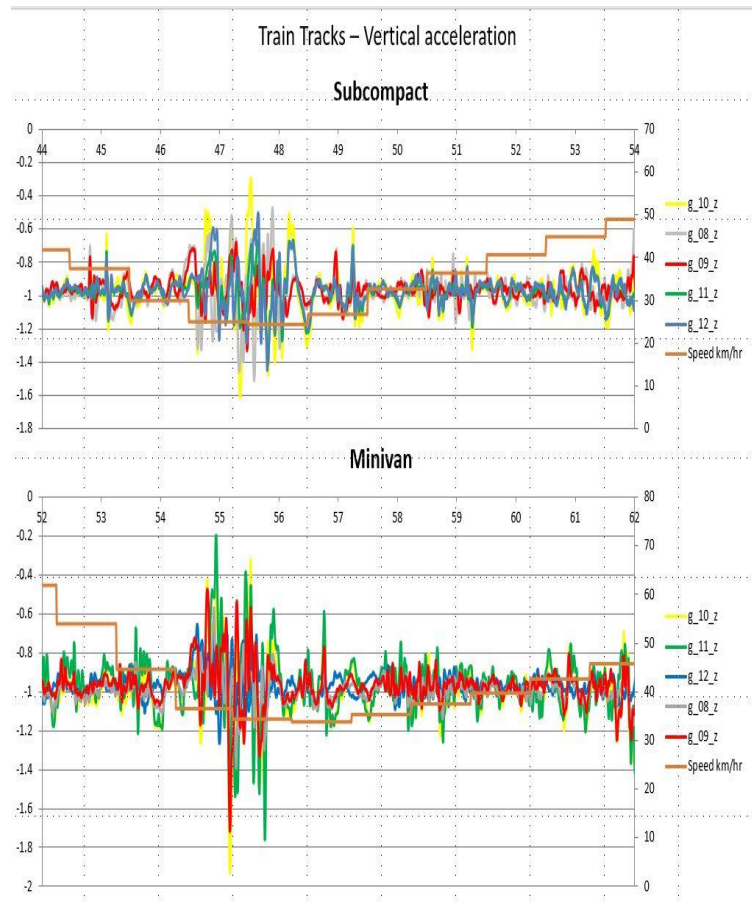 Train Tracks – Vertical acceleration
Subcompact
0 70
44 45 46 47 48 49 50 51 52 53 54
-0.2 60
-0.4 50
-0.6
-0.8 40
-1 30
-1.2 20
-1.4
-1.6 10
-1.8 0
g_10_z
g_08_z
g_09_z
g_11_z
g_12_z
Speed km/hr
Minivan
0 80
52 53 54 55 56 57 58 59 60 61 62
-0.2 70
-0.4 60
-0.6
-0.8 50
-1 40
-1.2 30
-1.4
-1.6 20
-1.8 10
-2 0
g_10_z
g_11_z
g_12_z
g_08_z
g_09_z
Speed km/hr